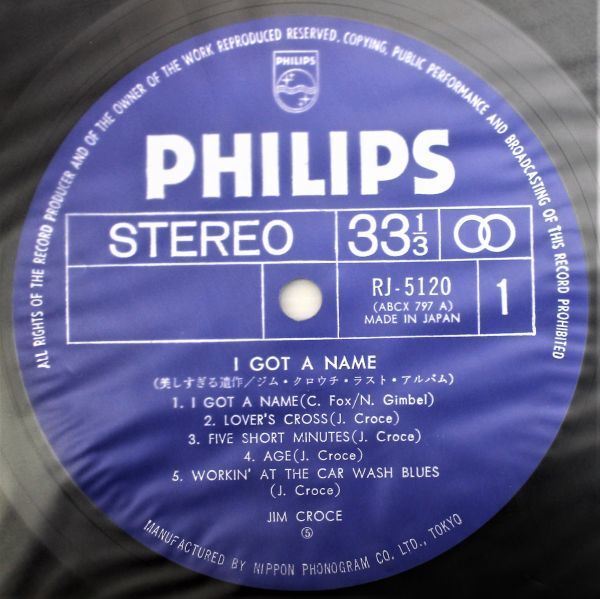 ALL RIGHTS OF THE RECORD PRODUCER AND OF THE OWNER OF THE WORK REPRODUCED RESERVED. COPYING, PUBLIC PERFORMANCE AND BROADCASTING OF THIS RECORD PROHIBITED
PHILIPS
PHILIPS
STEREO 33⅓
RJ-5120 1
(ABCX 797 A)
MADE IN JAPAN
I GOT A NAME
(美しすぎる遺作/ジム・クロウチ・ラスト・アルバム)
1. I GOT A NAME(C. Fox/N. Gimbel)
2. LOVER'S CROSS(J. Croce)
3. FIVE SHORT MINUTES(J. Croce)
4. AGE(J. Croce)
5. WORKIN' AT THE CAR WASH BLUES
(J. Croce)
JIM CROCE
⑤
MANUFACTURED BY NIPPON PHONOGRAM CO. LTD., TOKYO